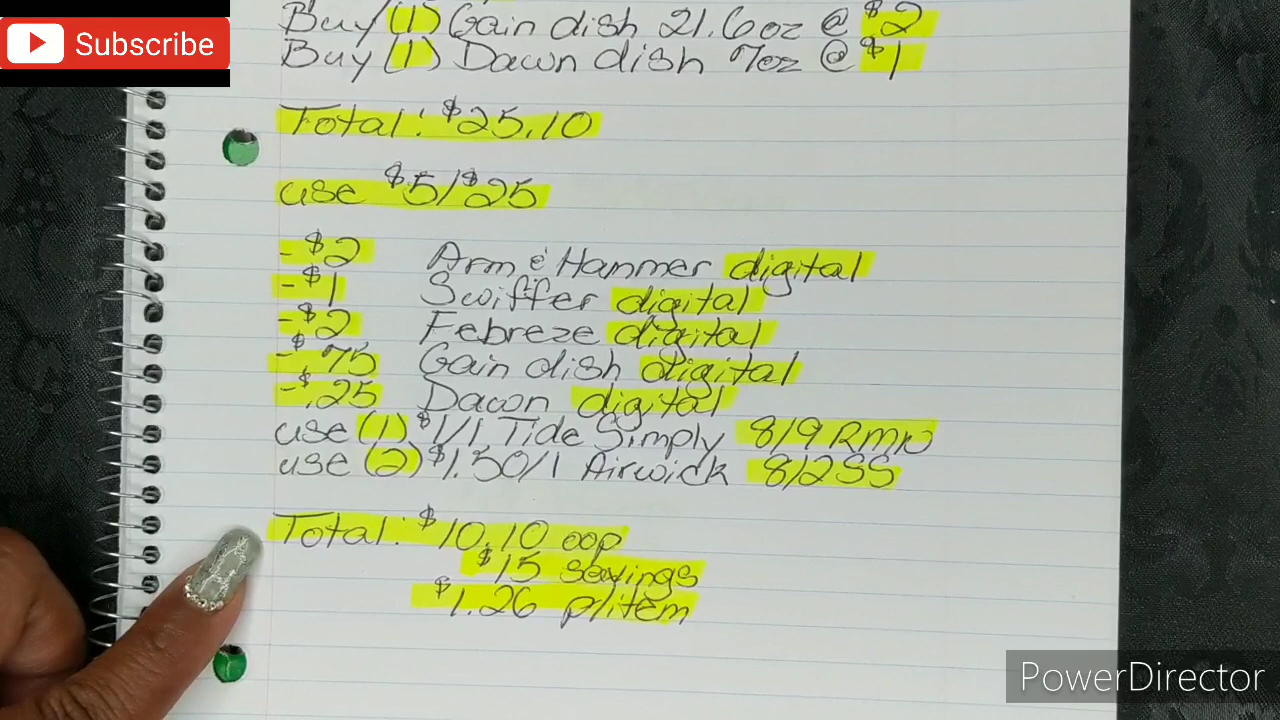 Subscribe
Buy (1) Gain dish 21.6oz @ $2
Buy (1) Dawn dish 7oz @ $1
Total: $25.10
use $5/$25
-$2 Arm & Hammer digital
-$1 Swiffer digital
-$2 Febreze digital
-$.75 Gain dish digital
-$.25 Dawn digital
use (1) $1/1 Tide Simply 8/9 Rmn
use (2) $1.50/1 Airwick 8/2 SS
Total: $10.10 oop
$15 savings
$1.26 p/item
PowerDirector